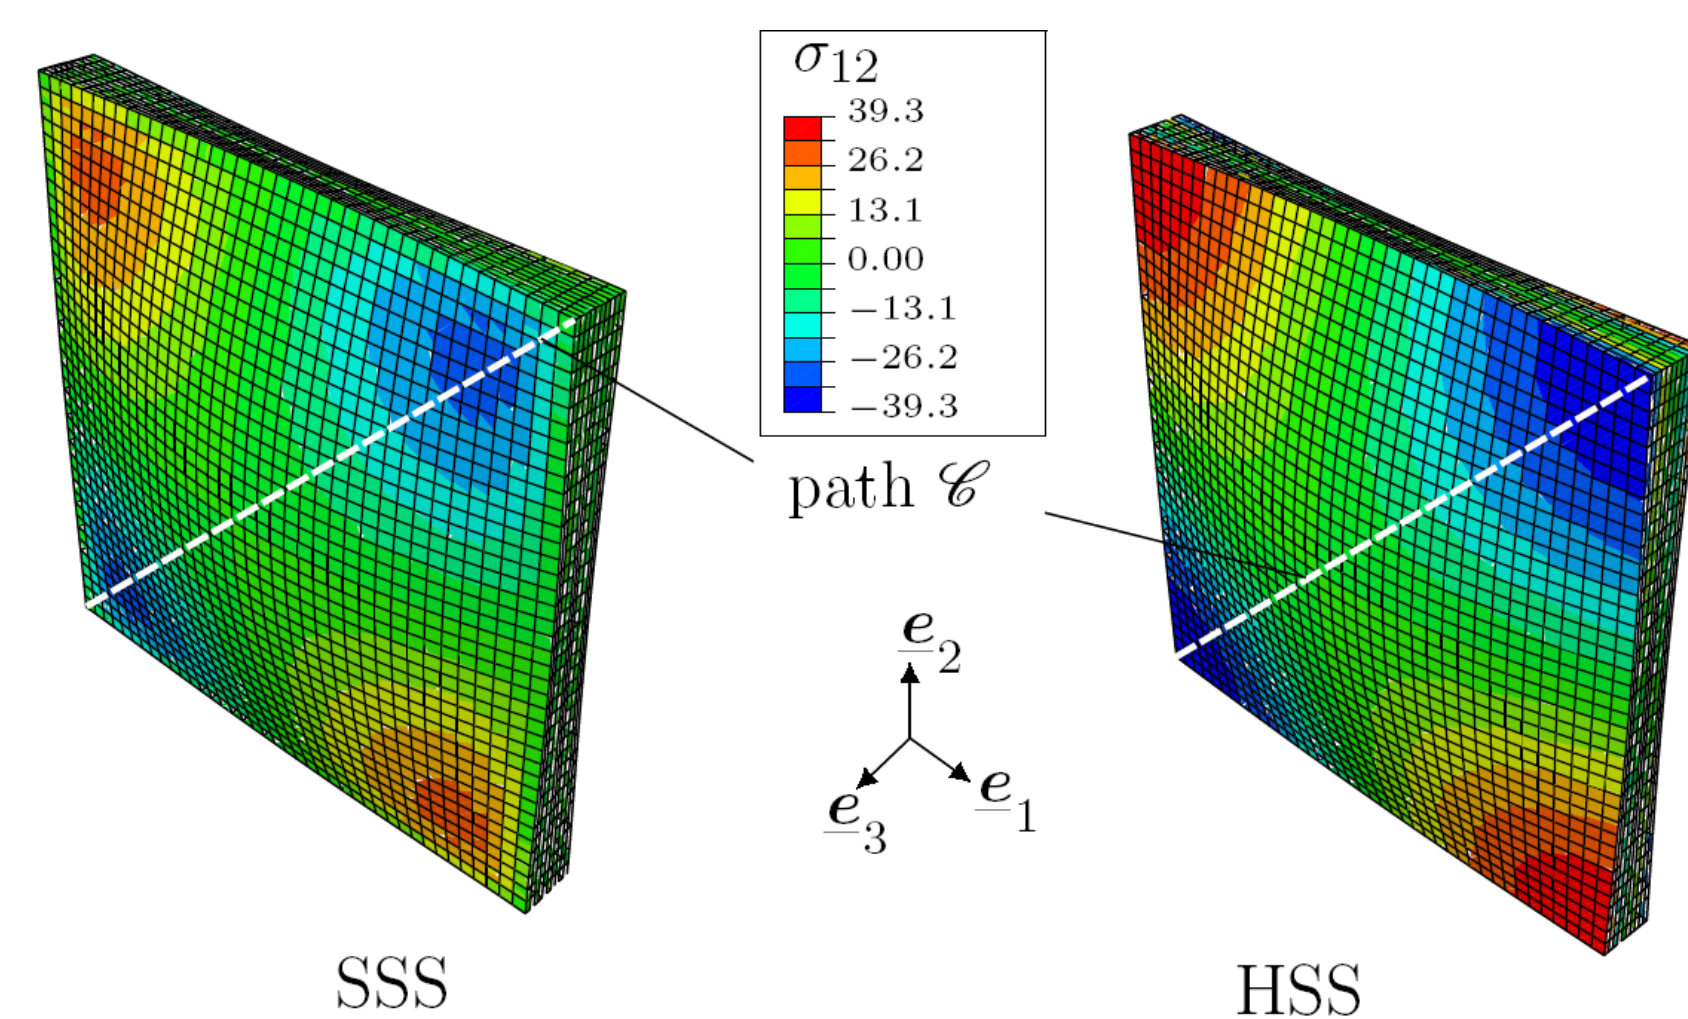 σ12
39.3
26.2
13.1
0.00
−13.1
−26.2
−39.3
path 𝒞
e2
e3
e1
SSS
HSS